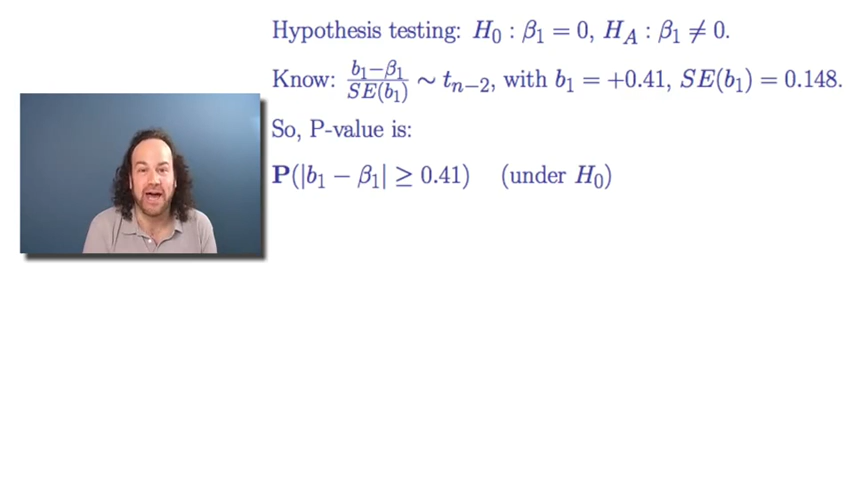 Hypothesis testing: H₀ : β₁ = 0, H_A : β₁ ≠ 0.
Know: (b₁−β₁)/SE(b₁) ∼ tₙ₋₂, with b₁ = +0.41, SE(b₁) = 0.148.
So, P-value is:
P(|b₁ − β₁| ≥ 0.41) (under H₀)